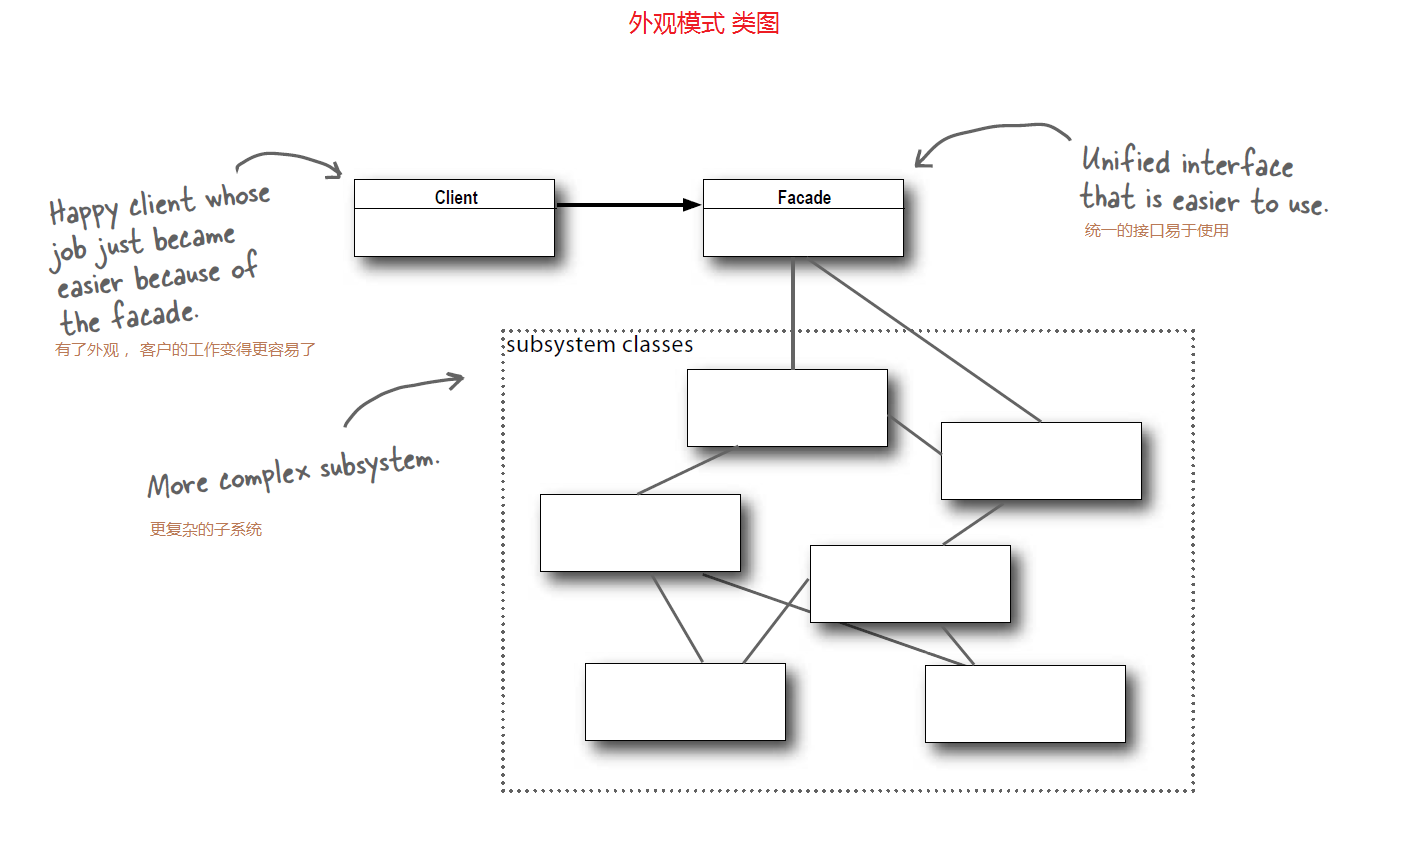 外观模式 类图
Happy client whose
job just became
easier because of
the facade.
有了外观，客户的工作变得更容易了
Client
Facade
Unified interface
that is easier to use.
统一的接口易于使用
subsystem classes
More complex subsystem.
更复杂的子系统